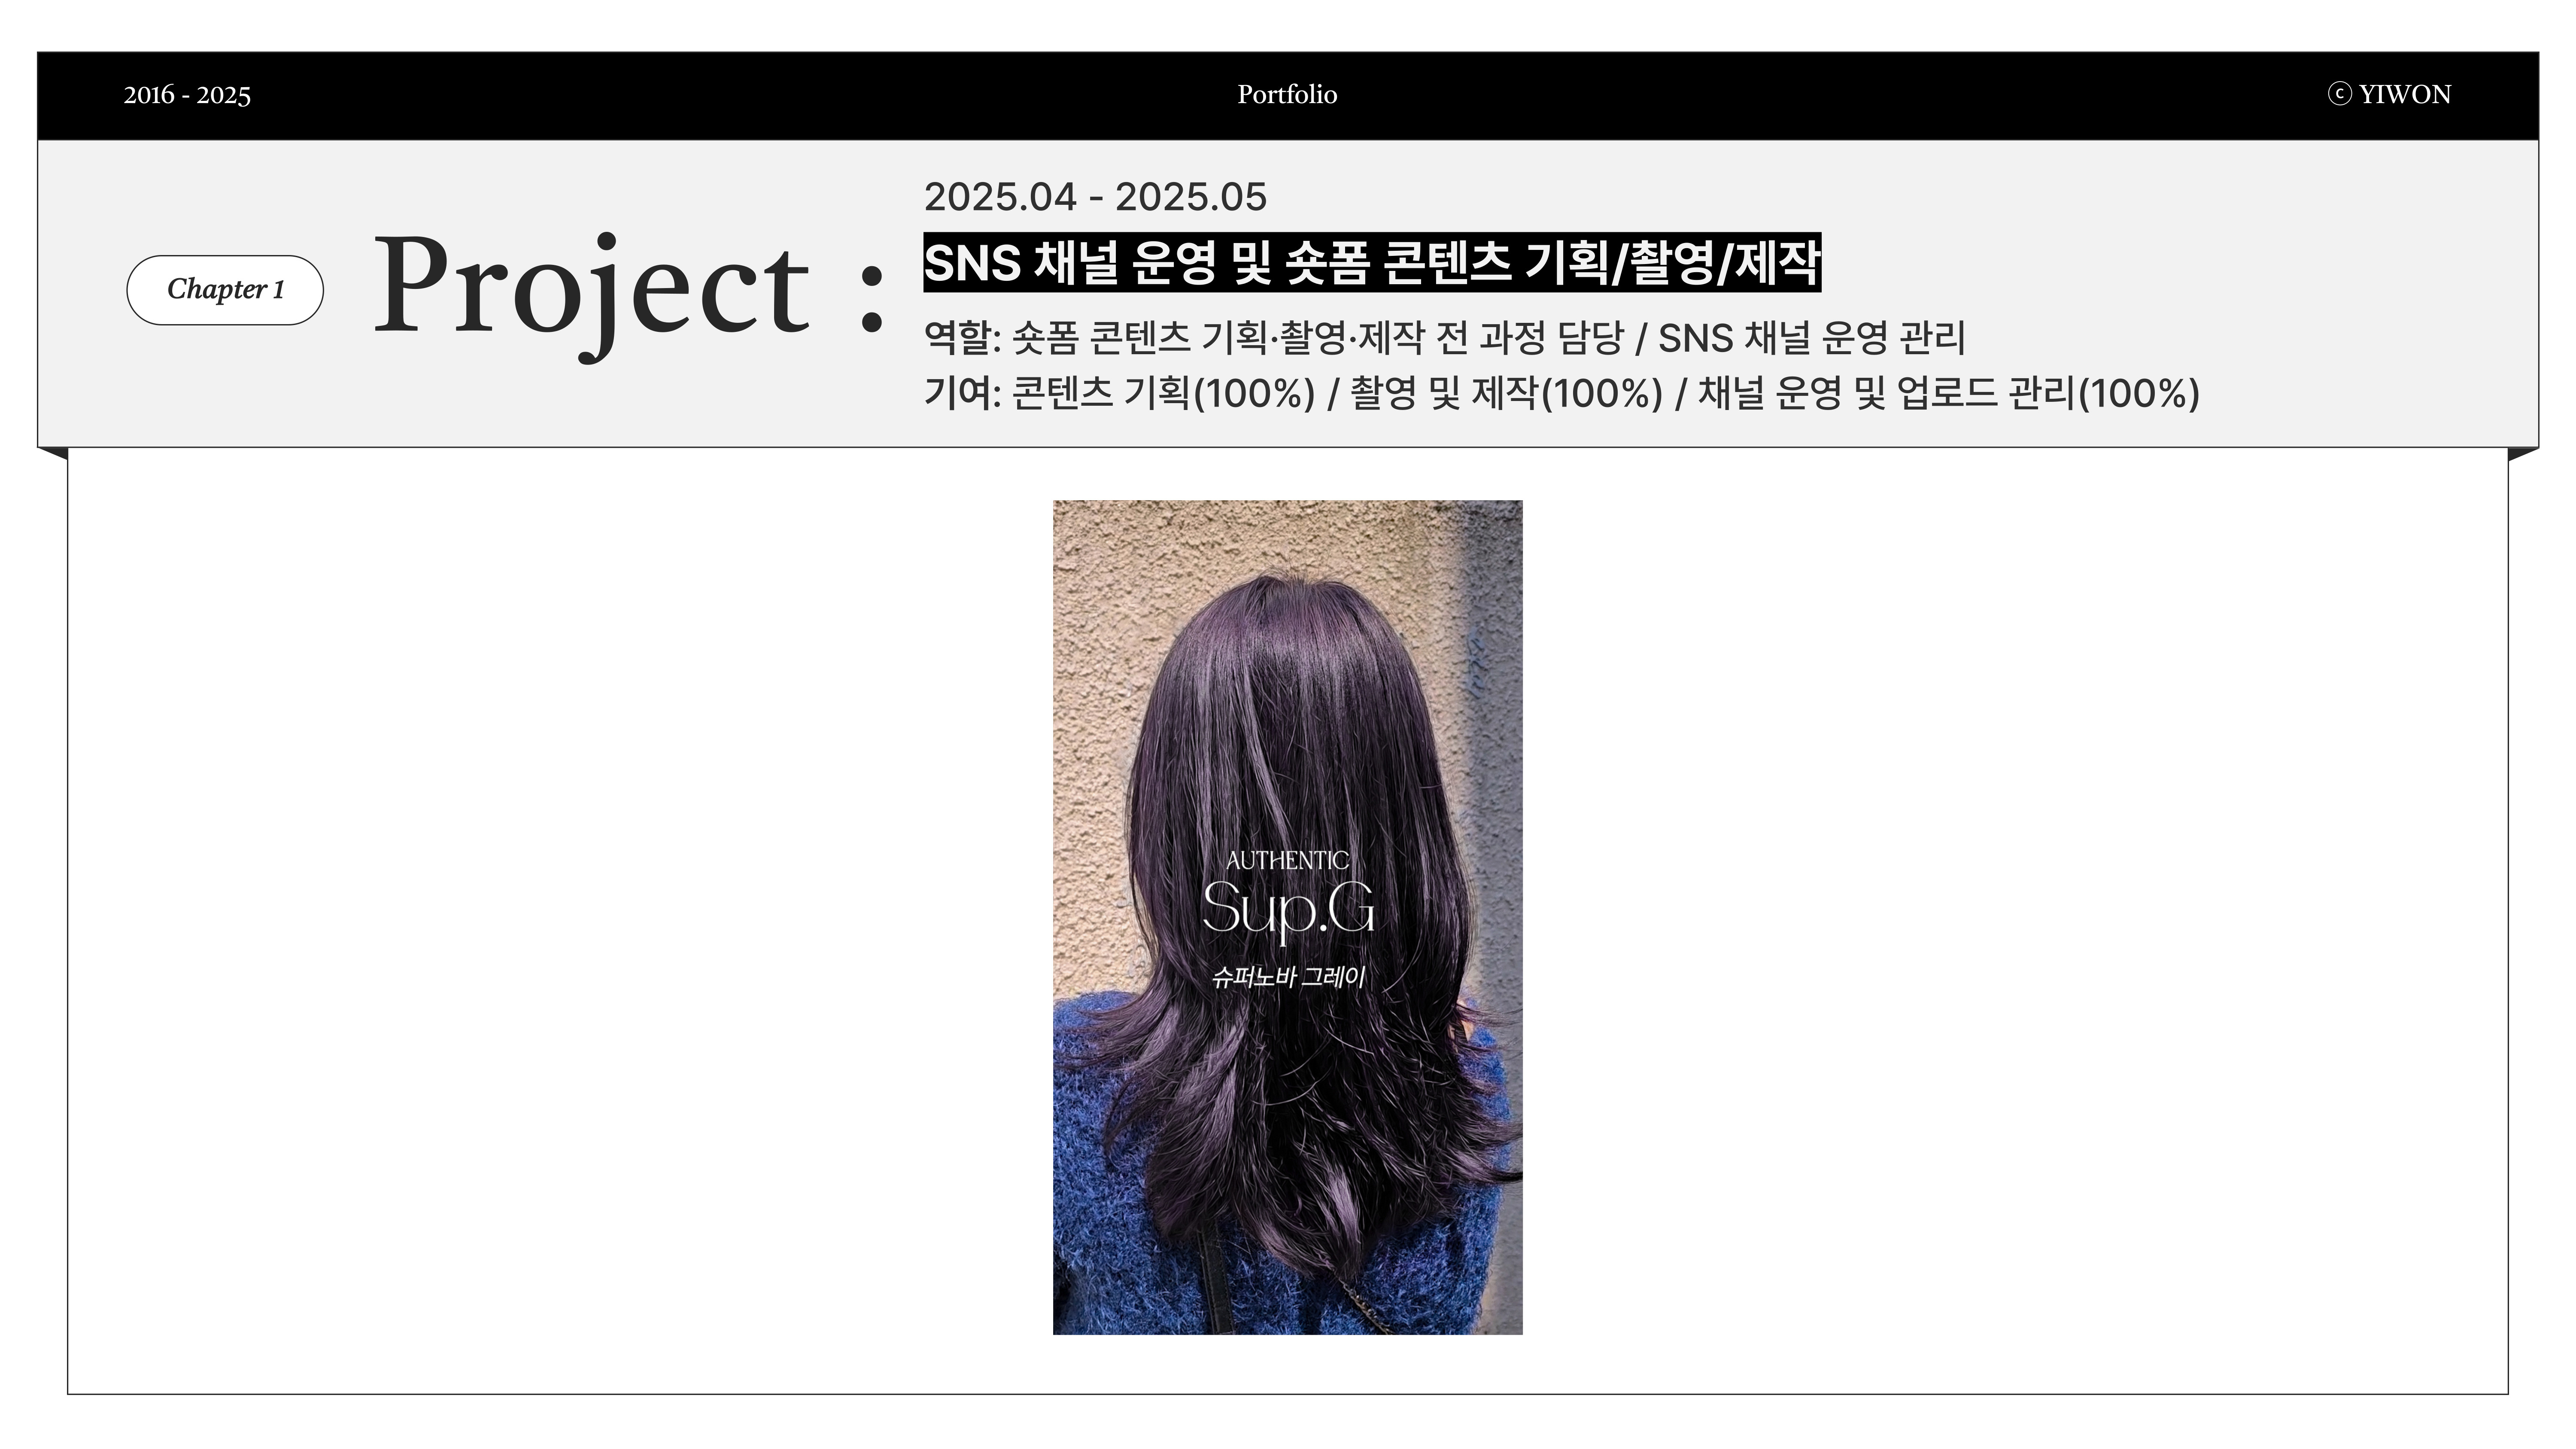 2016 - 2025
Portfolio
ⓒ YIWON
Chapter 1
Project :
2025.04 - 2025.05
SNS 채널 운영 및 숏폼 콘텐츠 기획/촬영/제작
역할: 숏폼 콘텐츠 기획·촬영·제작 전 과정 담당 / SNS 채널 운영 관리
기여: 콘텐츠 기획(100%) / 촬영 및 제작(100%) / 채널 운영 및 업로드 관리(100%)
AUTHENTIC
Sup.G
슈퍼노바 그레이